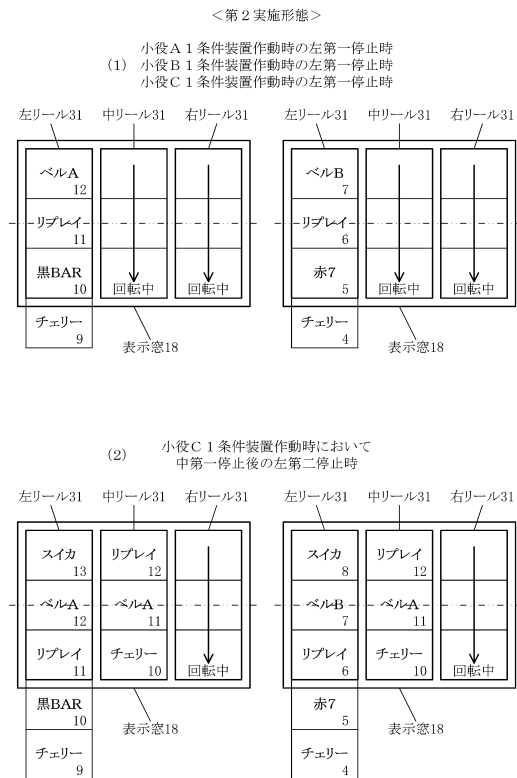 ＜第２実施形態＞
小役Ａ１条件装置作動時の左第一停止時
(1) 小役Ｂ１条件装置作動時の左第一停止時
小役Ｃ１条件装置作動時の左第一停止時
左リール31 中リール31 右リール31 左リール31 中リール31 右リール31
ベルA ベルB
12 7
リプレイ リプレイ
11 6
黒BAR 赤7
10 回転中 回転中 5 回転中 回転中
チェリー チェリー
9 4
表示窓18 表示窓18
小役Ｃ１条件装置作動時において
(2)
中第一停止後の左第二停止時
左リール31 中リール31 右リール31 左リール31 中リール31 右リール31
スイカ リプレイ スイカ リプレイ
13 12 8 12
ベルA ベルA ベルB ベルA
12 11 7 11
リプレイ チェリー リプレイ チェリー
11 10 回転中 6 10 回転中
黒BAR 赤7
10 5
表示窓18 表示窓18
チェリー チェリー
9 4